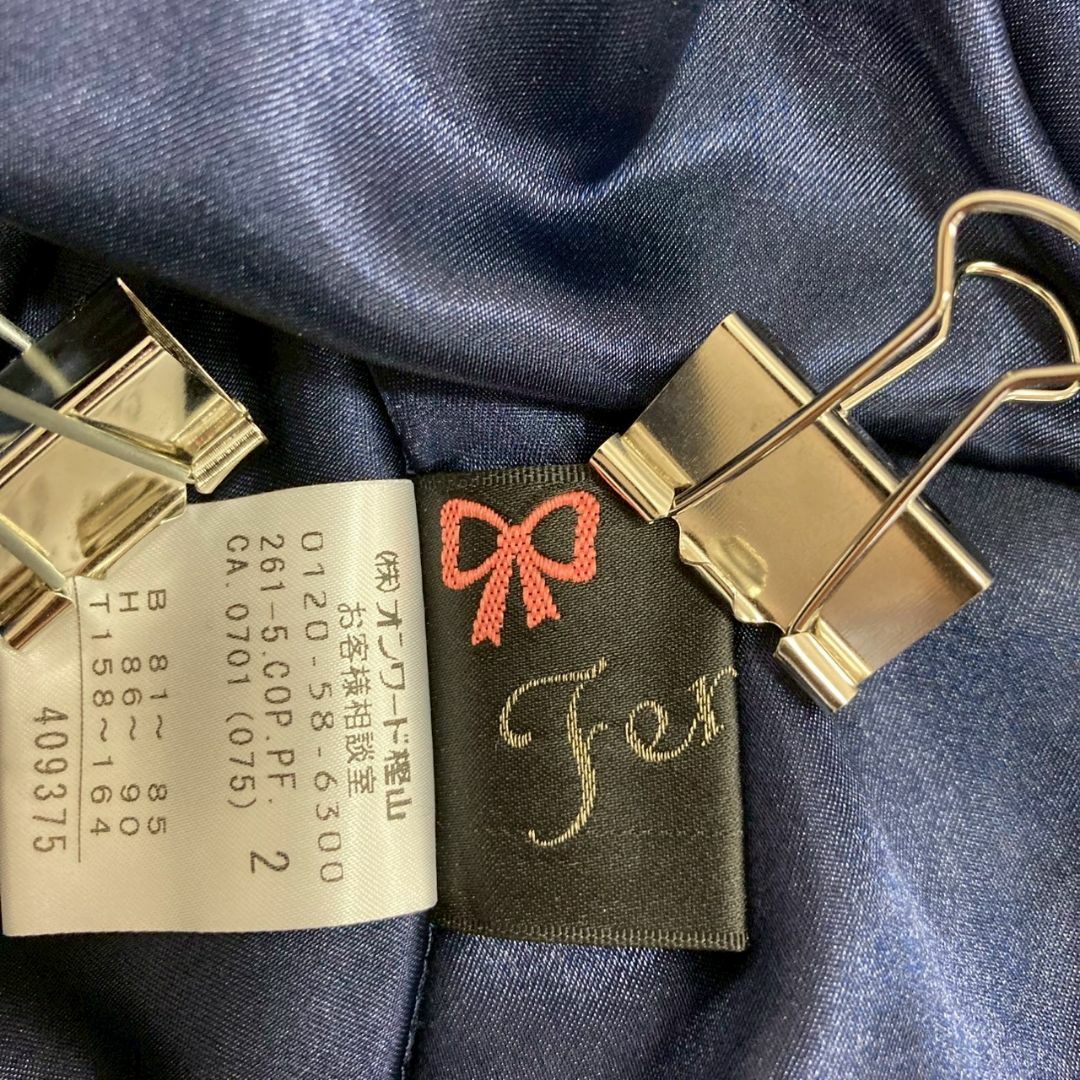 (株)オンワード樫山
お客様相談室
0120-58-6300
261-5.COP.PF. 2
CA.0701 (075)
B 81～ 85
H 86～ 90
T158～164
409375
Fer